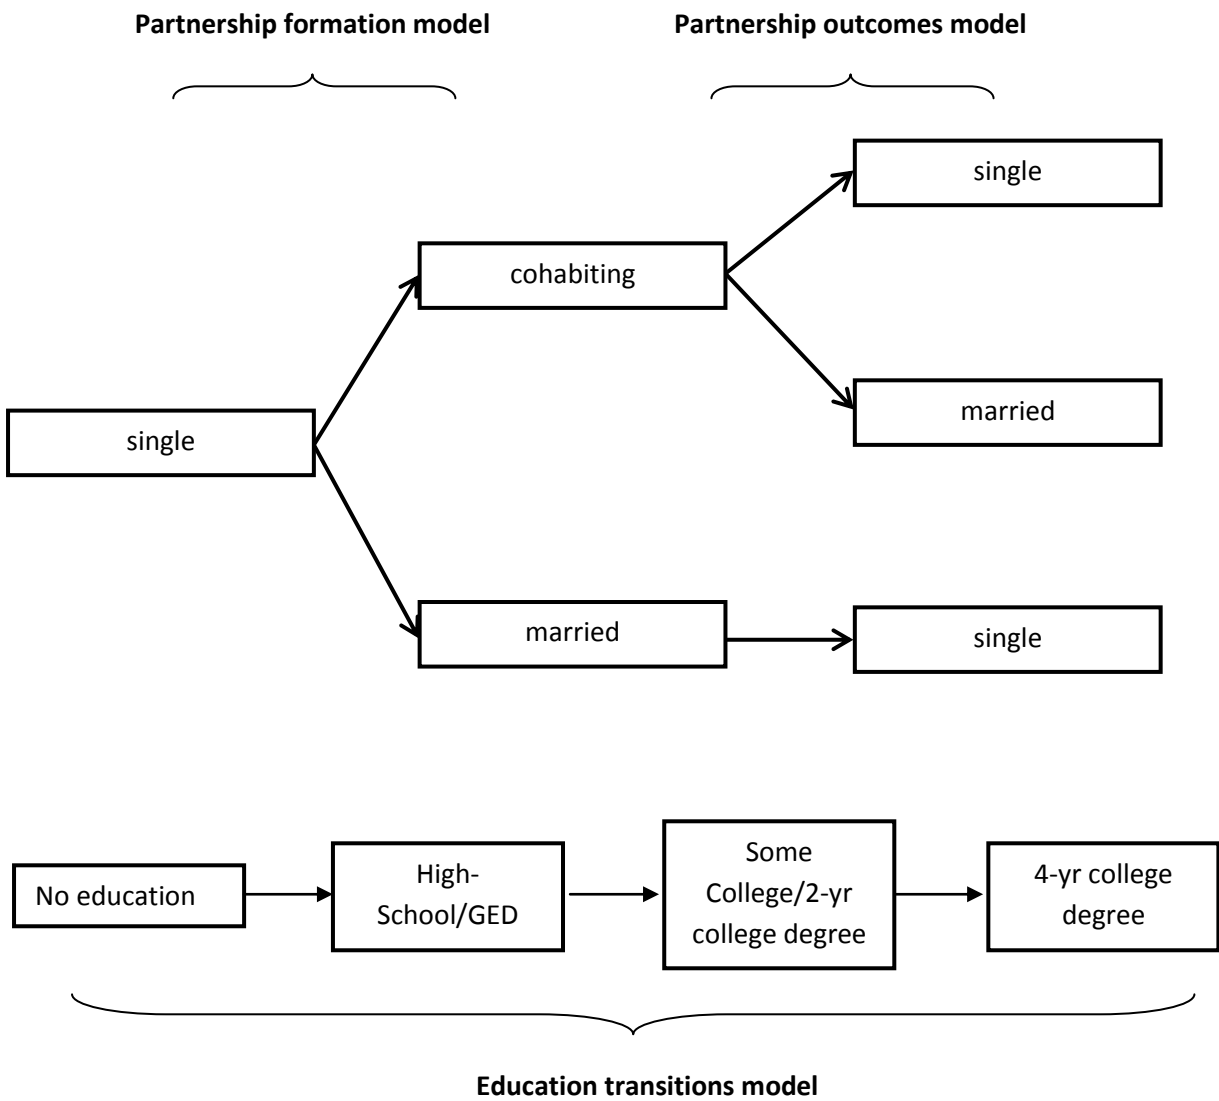 Partnership formation model
Partnership outcomes model
single
cohabiting
married
single
married
single
No education
High-
School/GED
Some
College/2-yr
college degree
4-yr college
degree
Education transitions model